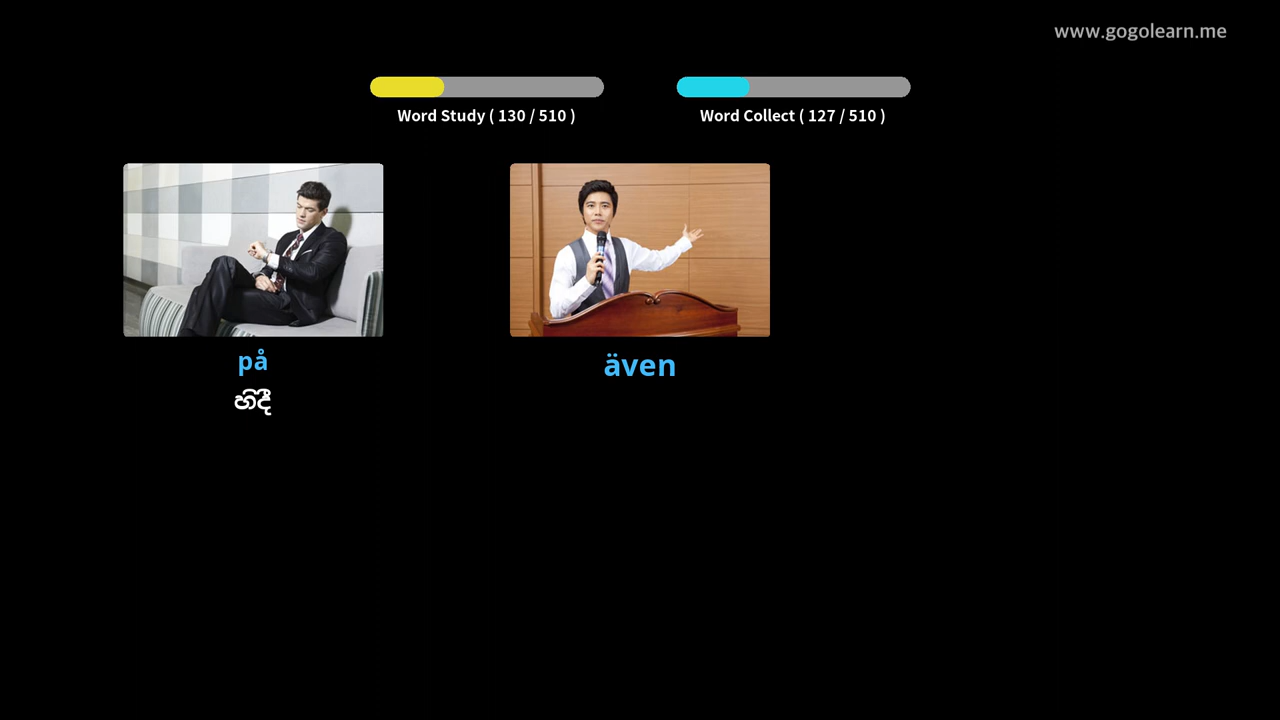 www.gogolearn.me
Word Study ( 130 / 510 )
Word Collect ( 127 / 510 )
på
හිදී
även